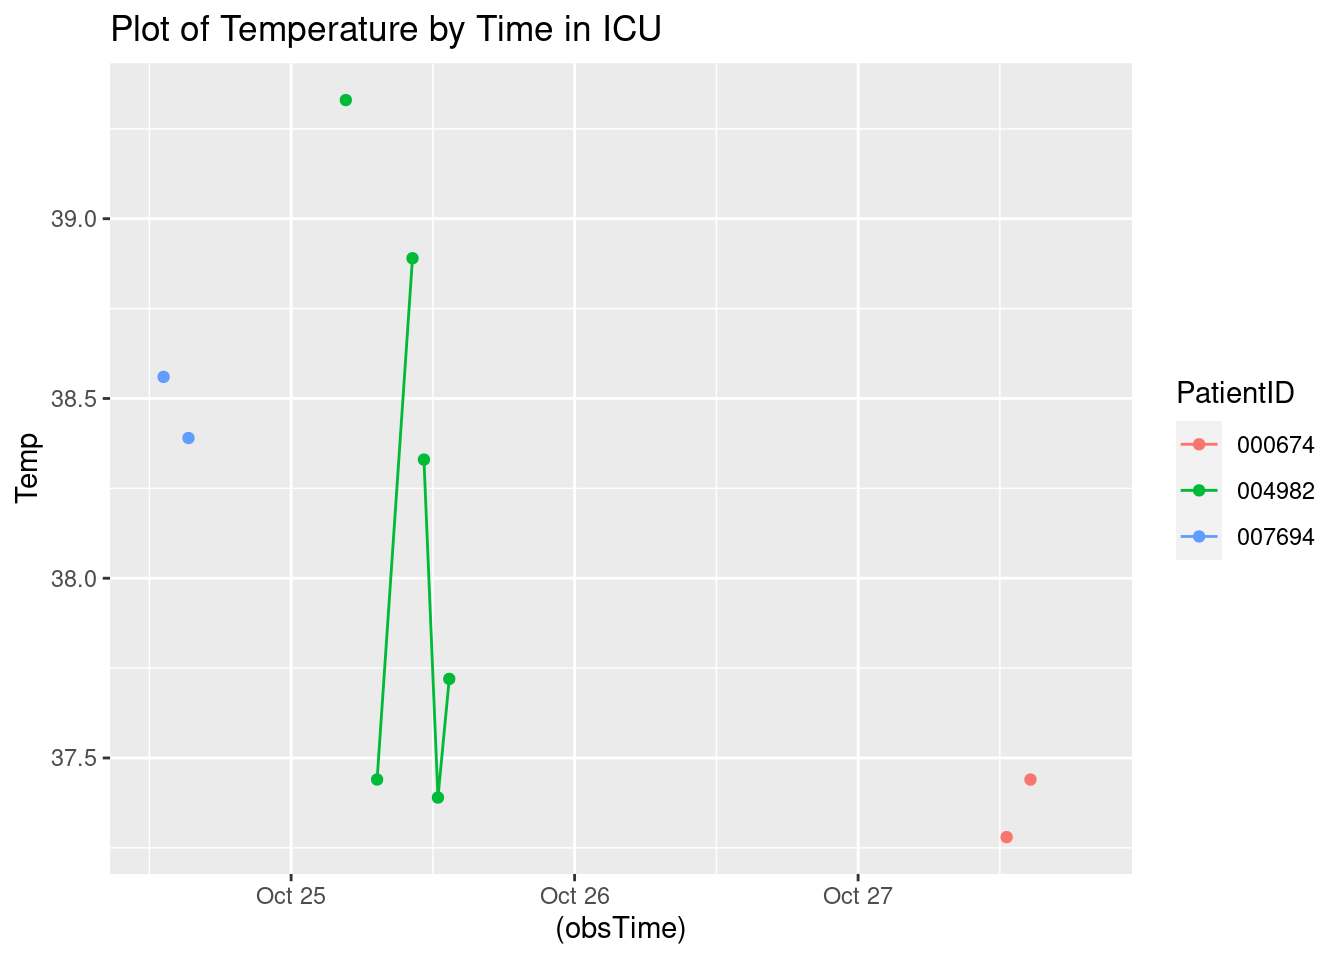 Plot of Temperature by Time in ICU
39.0
38.5
38.0
37.5
Temp
Oct 25 Oct 26 Oct 27
(obsTime)
PatientID
000674
004982
007694